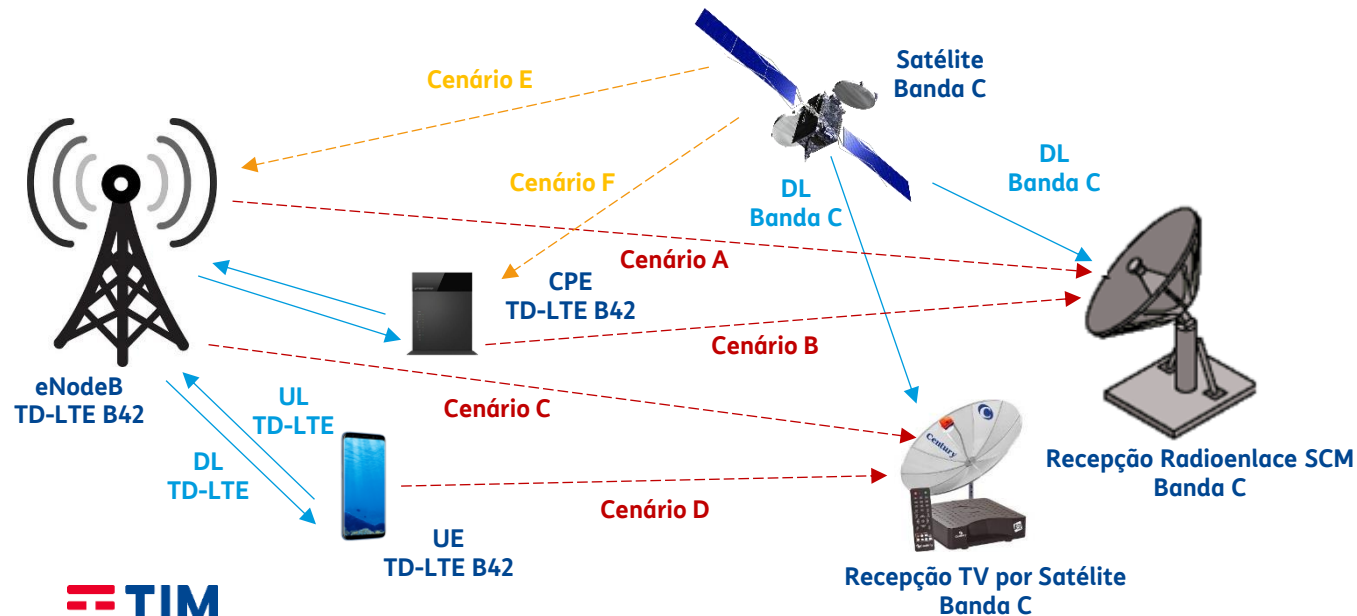 Satélite
Banda C
Cenário E
DL
Banda C
Cenário F
DL
Banda C
Cenário A
CPE
TD-LTE B42
Cenário B
eNodeB
TD-LTE B42
UL
TD-LTE
Cenário C
Century
DL
TD-LTE
Recepção Radioenlace SCM
Banda C
Cenário D
UE
TD-LTE B42
Recepção TV por Satélite
Banda C
TIM